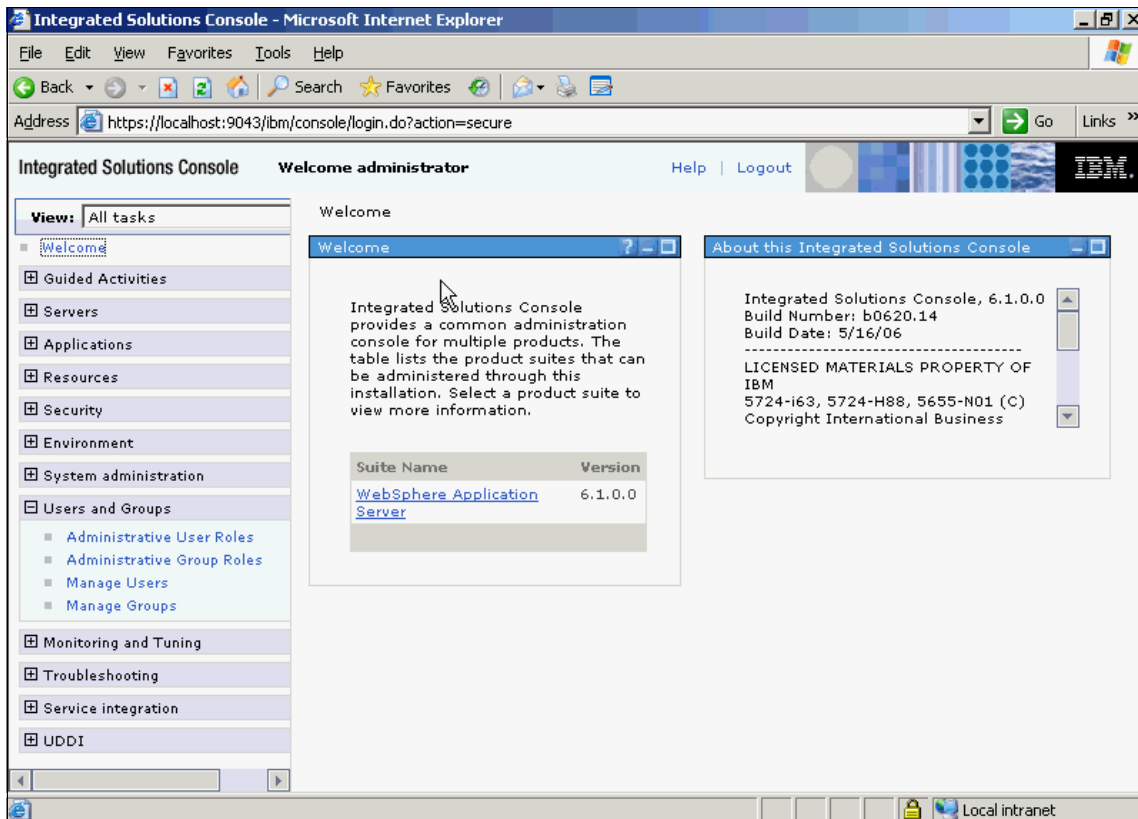 Integrated Solutions Console - Microsoft Internet Explorer
File Edit View Favorites Tools Help
Back Search Favorites
Address https://localhost:9043/ibm/console/login.do?action=secure Go Links »
Integrated Solutions Console Welcome administrator Help | Logout IBM.
View: All tasks
Welcome
Guided Activities
Servers
Applications
Resources
Security
Environment
System administration
Users and Groups
Administrative User Roles
Administrative Group Roles
Manage Users
Manage Groups
Monitoring and Tuning
Troubleshooting
Service integration
UDDI
Welcome
Welcome ?
Integrated Solutions Console
provides a common administration
console for multiple products. The
table lists the product suites that can
be administered through this
installation. Select a product suite to
view more information.
Suite Name Version
WebSphere Application 6.1.0.0
Server
About this Integrated Solutions Console
Integrated Solutions Console, 6.1.0.0
Build Number: b0620.14
Build Date: 5/16/06
------------------------------------
LICENSED MATERIALS PROPERTY OF
IBM
5724-i63, 5724-H88, 5655-N01 (C)
Copyright International Business
Local intranet